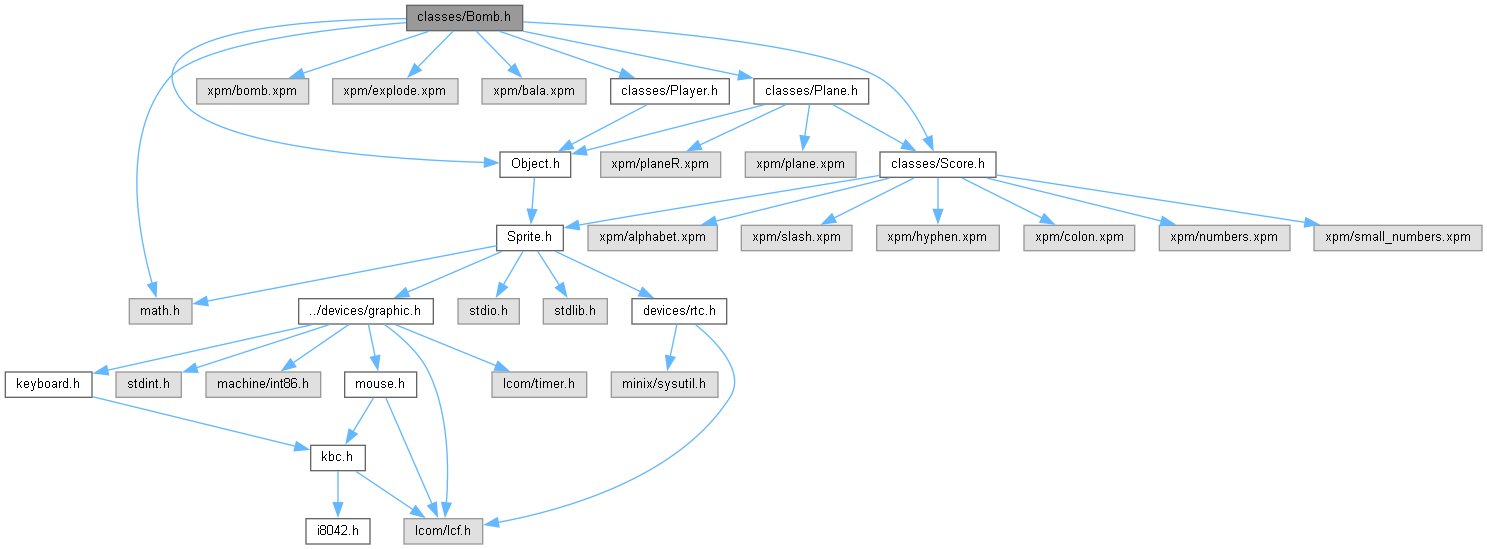 classes/Bomb.h
xpm/bomb.xpm
xpm/explode.xpm
xpm/bala.xpm
classes/Player.h
classes/Plane.h
Object.h
xpm/planeR.xpm
xpm/plane.xpm
classes/Score.h
Sprite.h
xpm/alphabet.xpm
xpm/slash.xpm
xpm/hyphen.xpm
xpm/colon.xpm
xpm/numbers.xpm
xpm/small_numbers.xpm
math.h
../devices/graphic.h
stdio.h
stdlib.h
devices/rtc.h
keyboard.h
stdint.h
machine/int86.h
mouse.h
lcom/timer.h
minix/sysutil.h
kbc.h
i8042.h
lcom/lcf.h